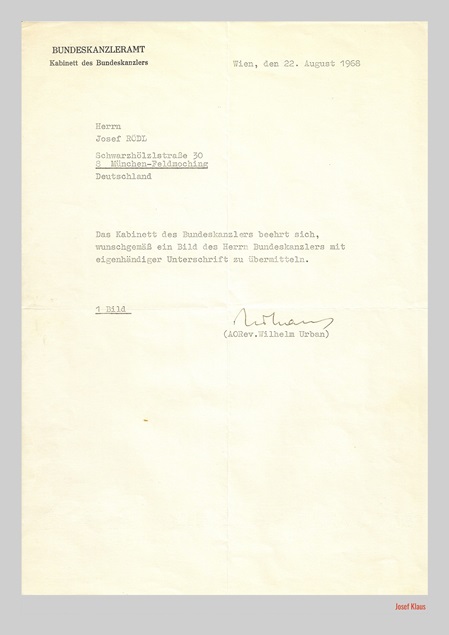 BUNDESKANZLERAMT
Kabinett des Bundeskanzlers
Wien, den 22. August 1968
Herrn
Josef RÖDL
Schwarzhölzlstraße 30
8 München-Feldmoching
Deutschland
Das Kabinett des Bundeskanzlers beehrt sich,
wunschgemäß ein Bild des Herrn Bundeskanzlers mit
eigenhändiger Unterschrift zu übermitteln.
1 Bild
(AORev.Wilhelm Urban)
Josef Klaus